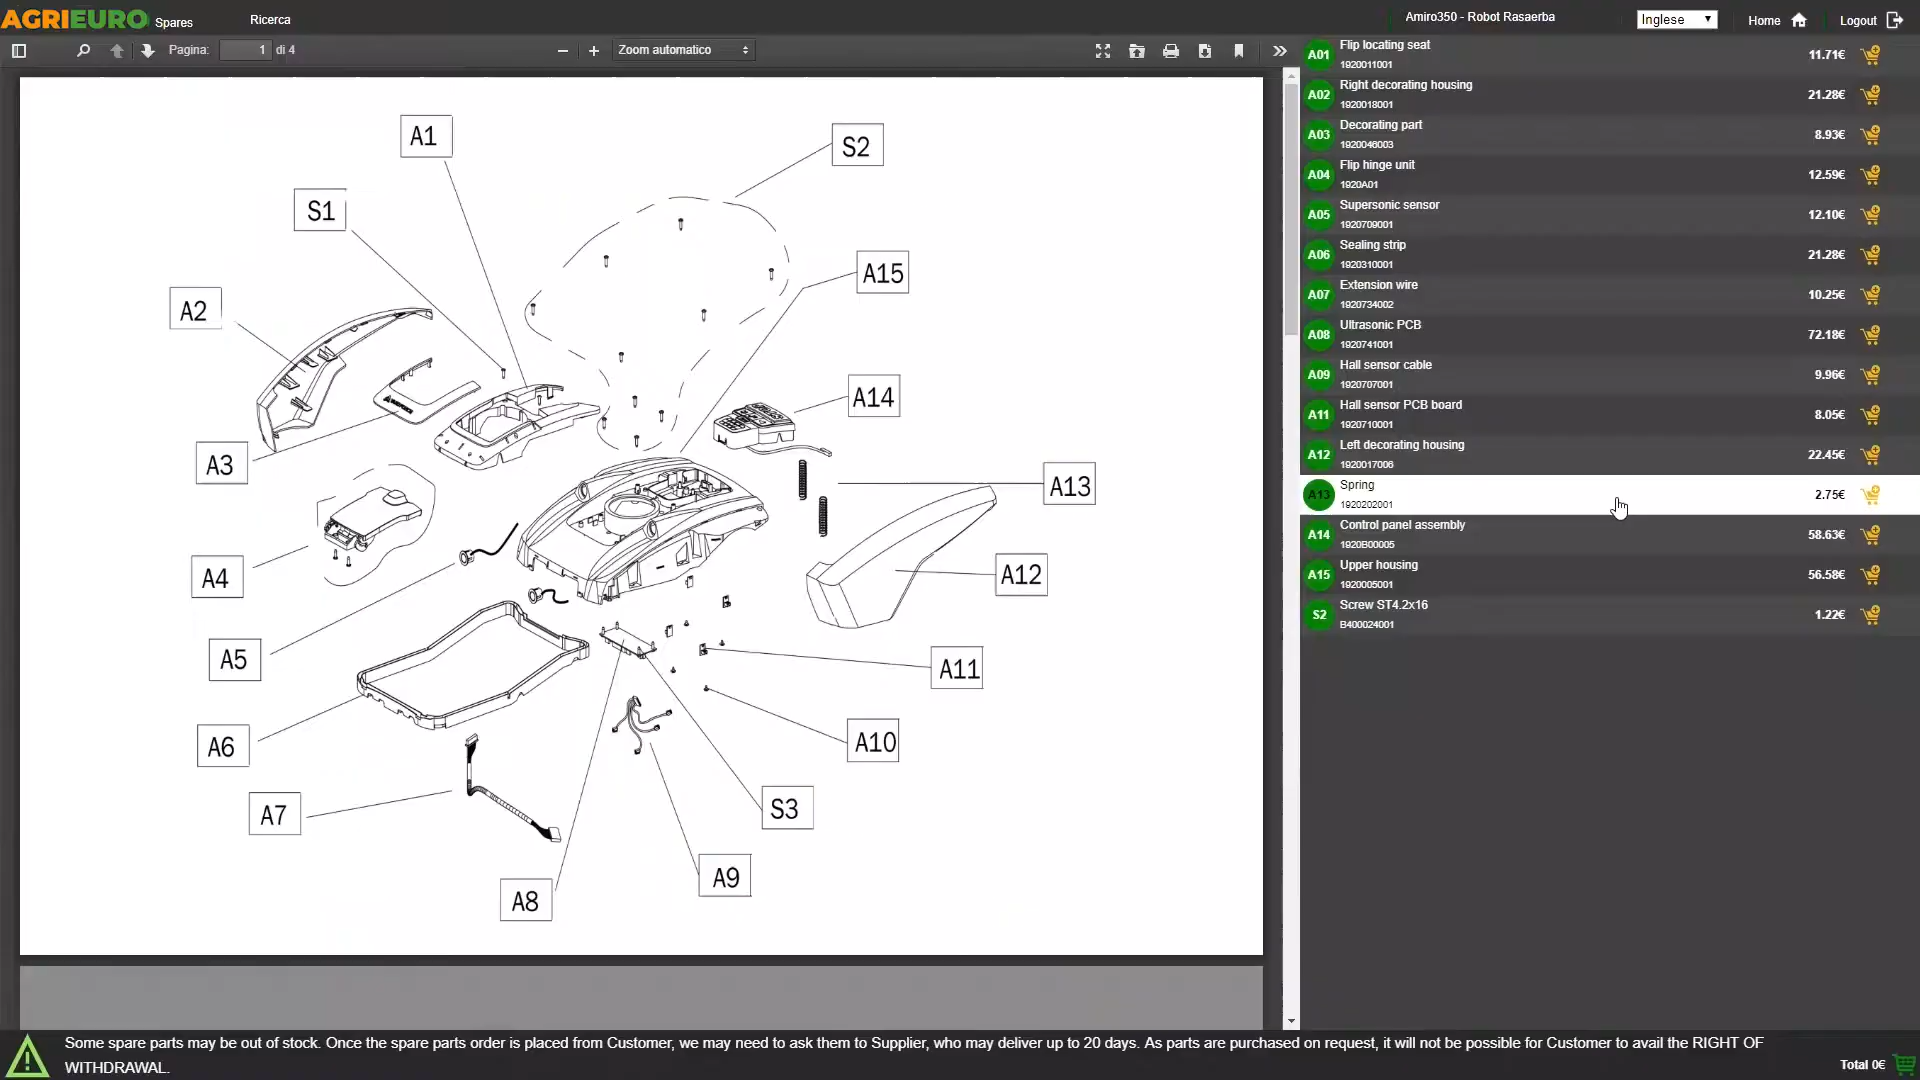 AGRIEURO Spares
Ricerca
Amiro350 - Robot Rasaerba
Inglese
Home
Logout
Pagina: 1 di 4
Zoom automatico
A1
S2
S1
A15
A2
A14
A3
A13
A4
A12
A5
A11
A6
A10
A7
S3
A9
A8
A01
Flip locating seat
1920011001
11.71€
A02
Right decorating housing
1920018001
21.28€
A03
Decorating part
1920046003
8.93€
A04
Flip hinge unit
1920A01
12.59€
A05
Supersonic sensor
1920709001
12.10€
A06
Sealing strip
1920310001
21.28€
A07
Extension wire
1920734002
10.25€
A08
Ultrasonic PCB
1920741001
72.18€
A09
Hall sensor cable
1920707001
9.96€
A11
Hall sensor PCB board
1920710001
8.05€
A12
Left decorating housing
1920017006
22.45€
A13
Spring
1920202001
2.75€
A14
Control panel assembly
1920B00005
58.63€
A15
Upper housing
1920005001
56.58€
S2
Screw ST4.2x16
B400024001
1.22€
Some spare parts may be out of stock. Once the spare parts order is placed from Customer, we may need to ask them to Supplier, who may deliver up to 20 days. As parts are purchased on request, it will not be possible for Customer to avail the RIGHT OF
WITHDRAWAL.
Total 0€